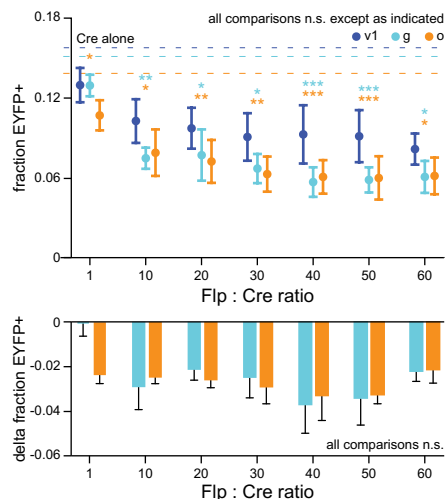 all comparisons n.s. except as indicated
Cre alone
v1 g o
0.18
0.12
0.06
0
fraction EYFP+
*
** *
* **
* **
*** ***
*** ***
* *
1 10 20 30 40 50 60
Flp : Cre ratio
0
-0.02
-0.04
-0.06
delta fraction EYFP+
all comparisons n.s.
1 10 20 30 40 50 60
Flp : Cre ratio